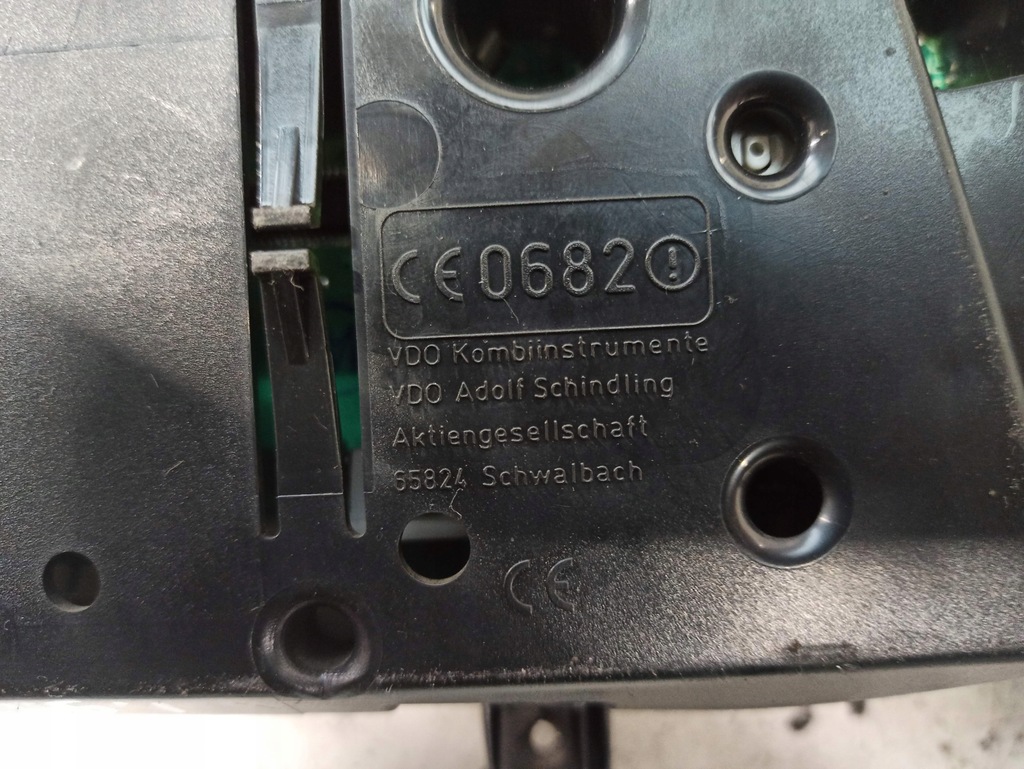 CE0682!
VDO Kombiinstrumente
VDO Adolf Schindling
Aktiengesellschaft
65824 Schwalbach
CE